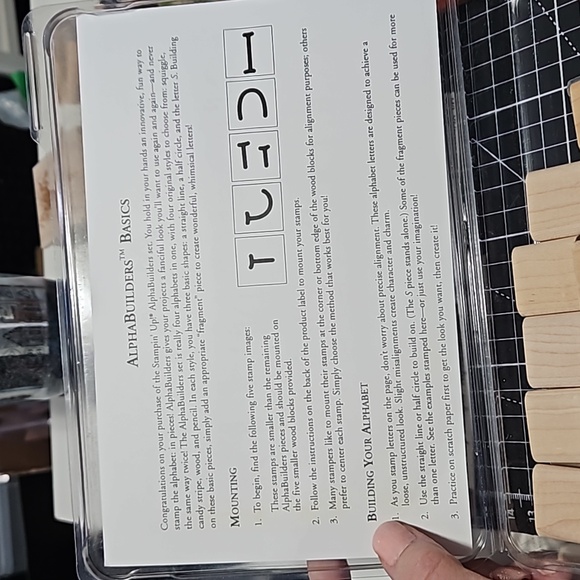 ALPHABUILDERS™ BASICS
Congratulations on your purchase of the Stampin' Up!® AlphaBuilders set. You hold in your hands an innovative, fun way to
stamp the alphabet: in pieces! AlphaBuilders gives your projects a fanciful look you'll want to use again and again—and never
the same way twice! The AlphaBuilders set is really four alphabets in one, with four original styles to choose from: squiggle,
candy stripe, wood, and pencil. In each style, you have three basic shapes: a straight line, a half circle, and the letter S. Building
on these basic pieces, simply add an appropriate "fragment" piece to create wonderful, whimsical letters!
MOUNTING
1. To begin, find the following five stamp images:
These stamps are smaller than the remaining
AlphaBuilders pieces and should be mounted on
the five smaller wood blocks provided.
2. Follow the instructions on the back of the product label to mount your stamps.
3. Many stampers like to mount their stamps at the corner or bottom edge of the wood blocks for alignment purposes; others
prefer to center each stamp. Simply choose the method that works best for you!
BUILDING YOUR ALPHABET
1. As you stamp letters on the page, don't worry about precise alignment. These alphabet letters are designed to achieve a
loose, unstructured look. Slight misalignments create character and charm.
2. Use the straight line or half circle to build on. (The S piece stands alone.) Some of the fragment pieces can be used for more
than one letter. See the examples stamped here—or just use your imagination!
3. Practice on scratch paper first to get the look you want, then create it!